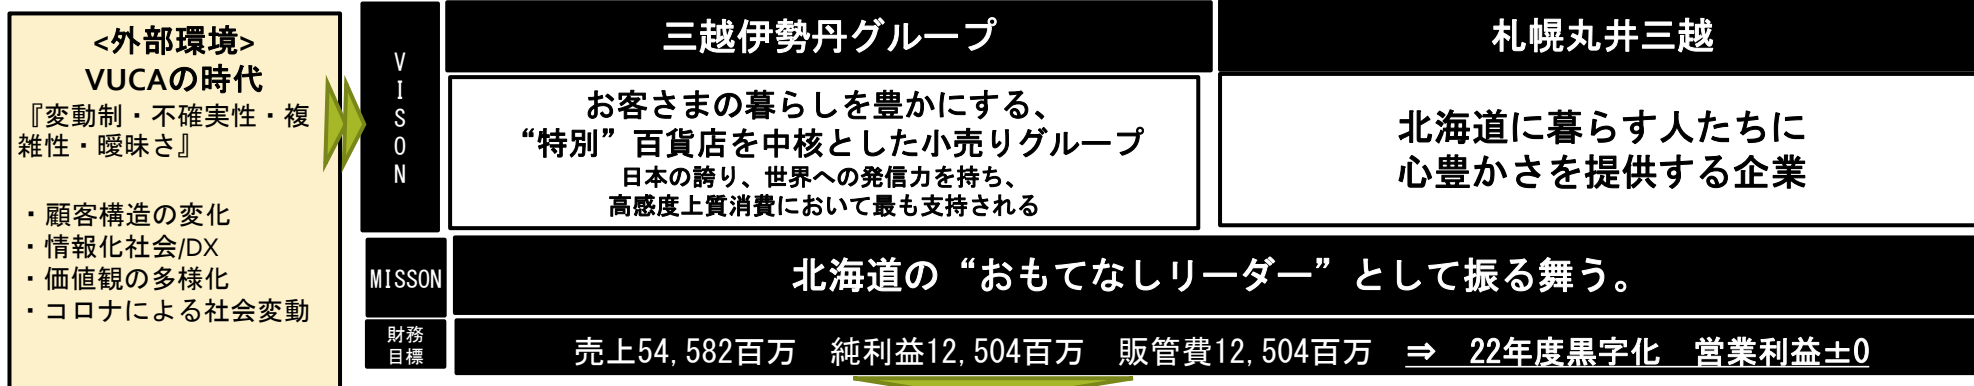 <外部環境>
VUCAの時代
『変動制・不確実性・複
雑性・曖昧さ』
・顧客構造の変化
・情報化社会/DX
・価値観の多様化
・コロナによる社会変動
VISON
三越伊勢丹グループ
札幌丸井三越
お客さまの暮らしを豊かにする、
“特別”百貨店を中核とした小売りグループ
日本の誇り、世界への発信力を持ち、
高感度上質消費において最も支持される
北海道に暮らす人たちに
心豊かさを提供する企業
MISSON
北海道の“おもてなしリーダー”として振る舞う。
財務
目標
売上54,582百万 純利益12,504百万 販管費12,504百万 ⇒ 22年度黒字化 営業利益±0